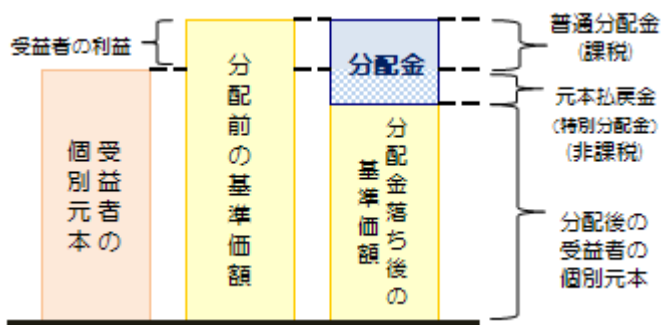 受益者の利益
受益者の
個別元本
分配前の基準価額
分配金
分配金落ち後の
基準価額
普通分配金
(課税)
元本払戻金
(特別分配金)
(非課税)
分配後の
受益者の
個別元本